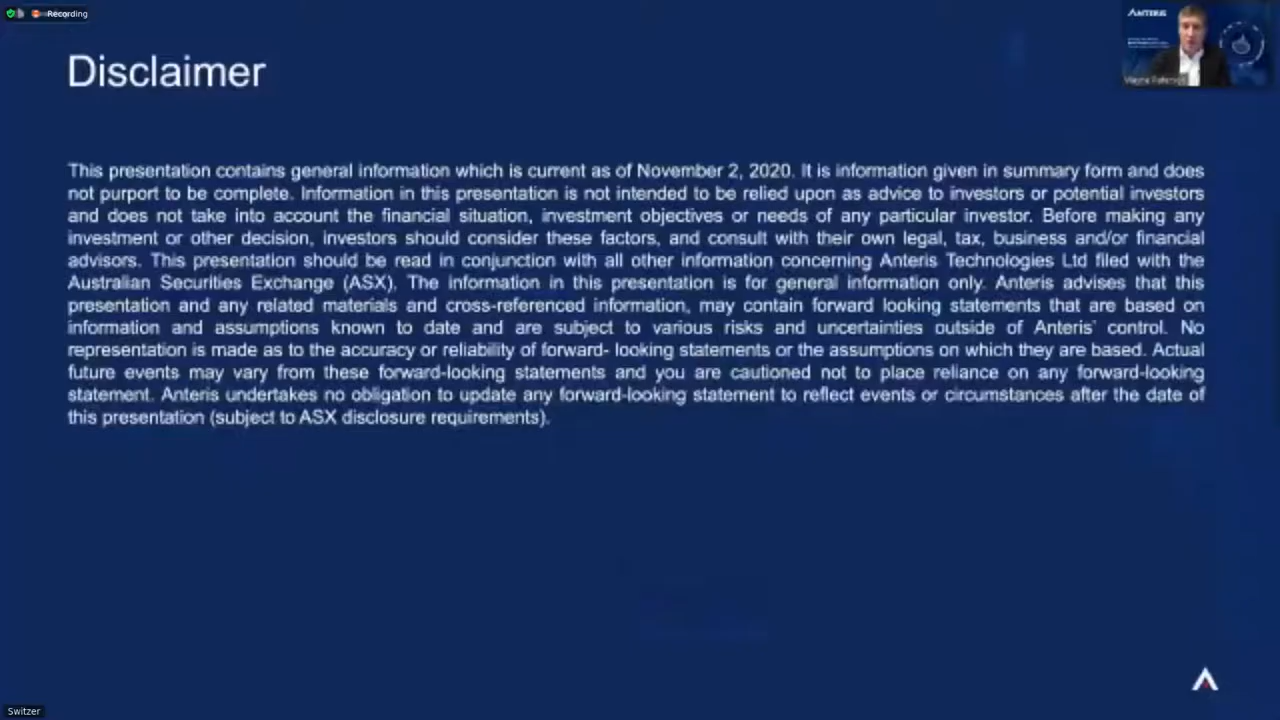 Recording
ANTERIS
Disclaimer
This presentation contains general information which is current as of November 2, 2020. It is information given in summary form and does
not purport to be complete. Information in this presentation is not intended to be relied upon as advice to investors or potential investors
and does not take into account the financial situation, investment objectives or needs of any particular investor. Before making any
investment or other decision, investors should consider these factors, and consult with their own legal, tax, business and/or financial
advisors. This presentation should be read in conjunction with all other information concerning Anteris Technologies Ltd filed with the
Australian Securities Exchange (ASX). The information in this presentation is for general information only. Anteris advises that this
presentation and any related materials and cross-referenced information, may contain forward looking statements that are based on
information and assumptions known to date and are subject to various risks and uncertainties outside of Anteris' control. No
representation is made as to the accuracy or reliability of forward- looking statements or the assumptions on which they are based. Actual
future events may vary from these forward-looking statements and you are cautioned not to place reliance on any forward-looking
statement. Anteris undertakes no obligation to update any forward-looking statement to reflect events or circumstances after the date of
this presentation (subject to ASX disclosure requirements).
Switzer